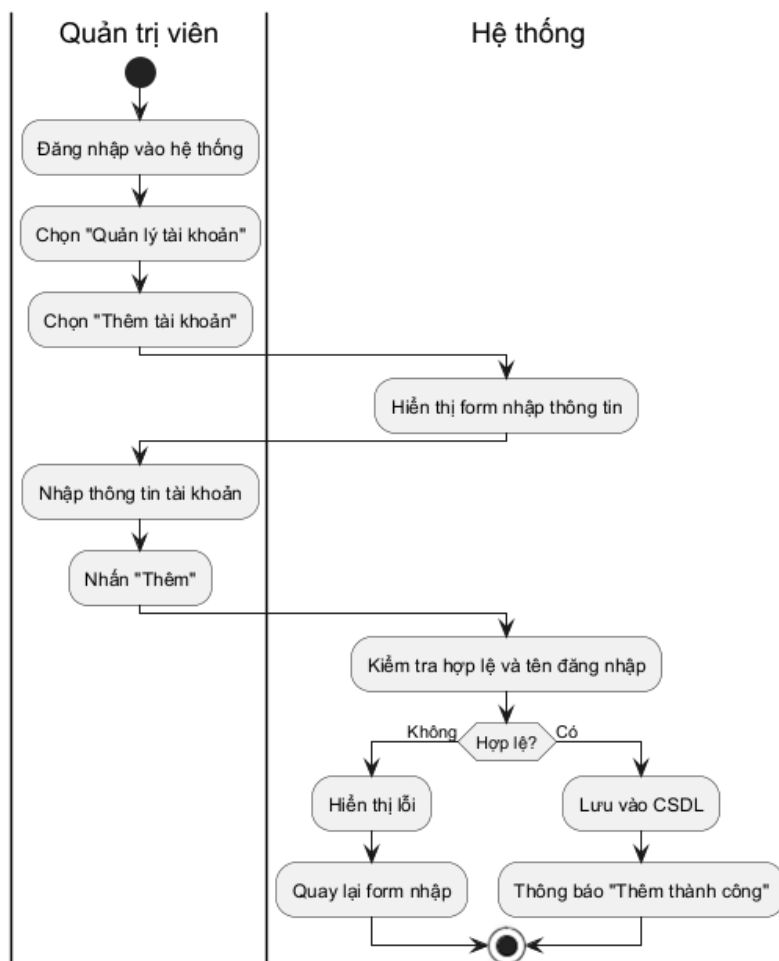 Quản trị viên
Hệ thống
Đăng nhập vào hệ thống
Chọn "Quản lý tài khoản"
Chọn "Thêm tài khoản"
Hiển thị form nhập thông tin
Nhập thông tin tài khoản
Nhấn "Thêm"
Kiểm tra hợp lệ và tên đăng nhập
Không
Hợp lệ?
Có
Hiển thị lỗi
Lưu vào CSDL
Quay lại form nhập
Thông báo "Thêm thành công"